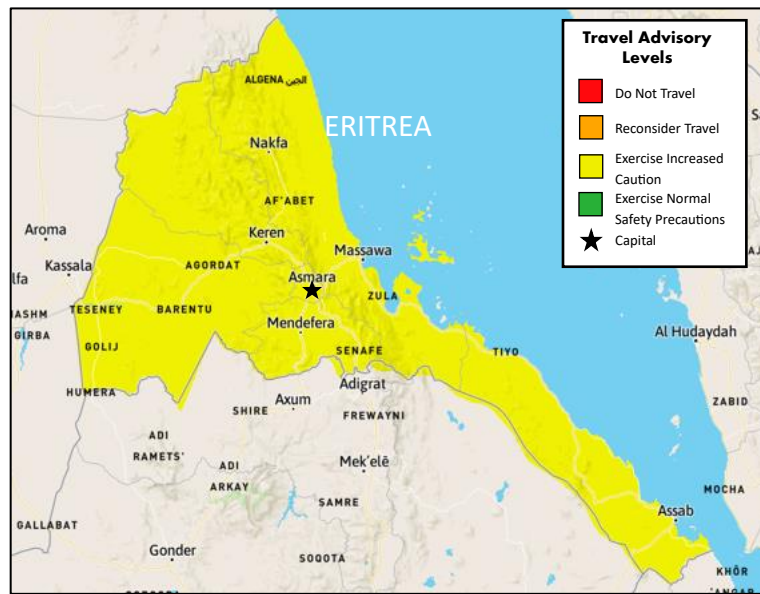 Travel Advisory
Levels
Do Not Travel
Reconsider Travel
Exercise Increased
Caution
Exercise Normal
Safety Precautions
Capital
ALGENA الجين
ERITREA
Nakfa
AF'ABET
Aroma
Keren
Massawa
Kassala
AGORDAT
Asmara
ZULA
TESENEY
BARENTU
GIRBA
Mendefera
Al Hudaydah
GOLIJ
SENAFE
TIYO
HUMERA
Adigrat
Axum
SHIRE
FREWAYNI
ZABID
ADI
RAMETS'
ADI
ARKAY
Mek'elē
SAMRE
MOCHA
GALLABAT
Assab
Gonder
SOQOTA
KHŌR